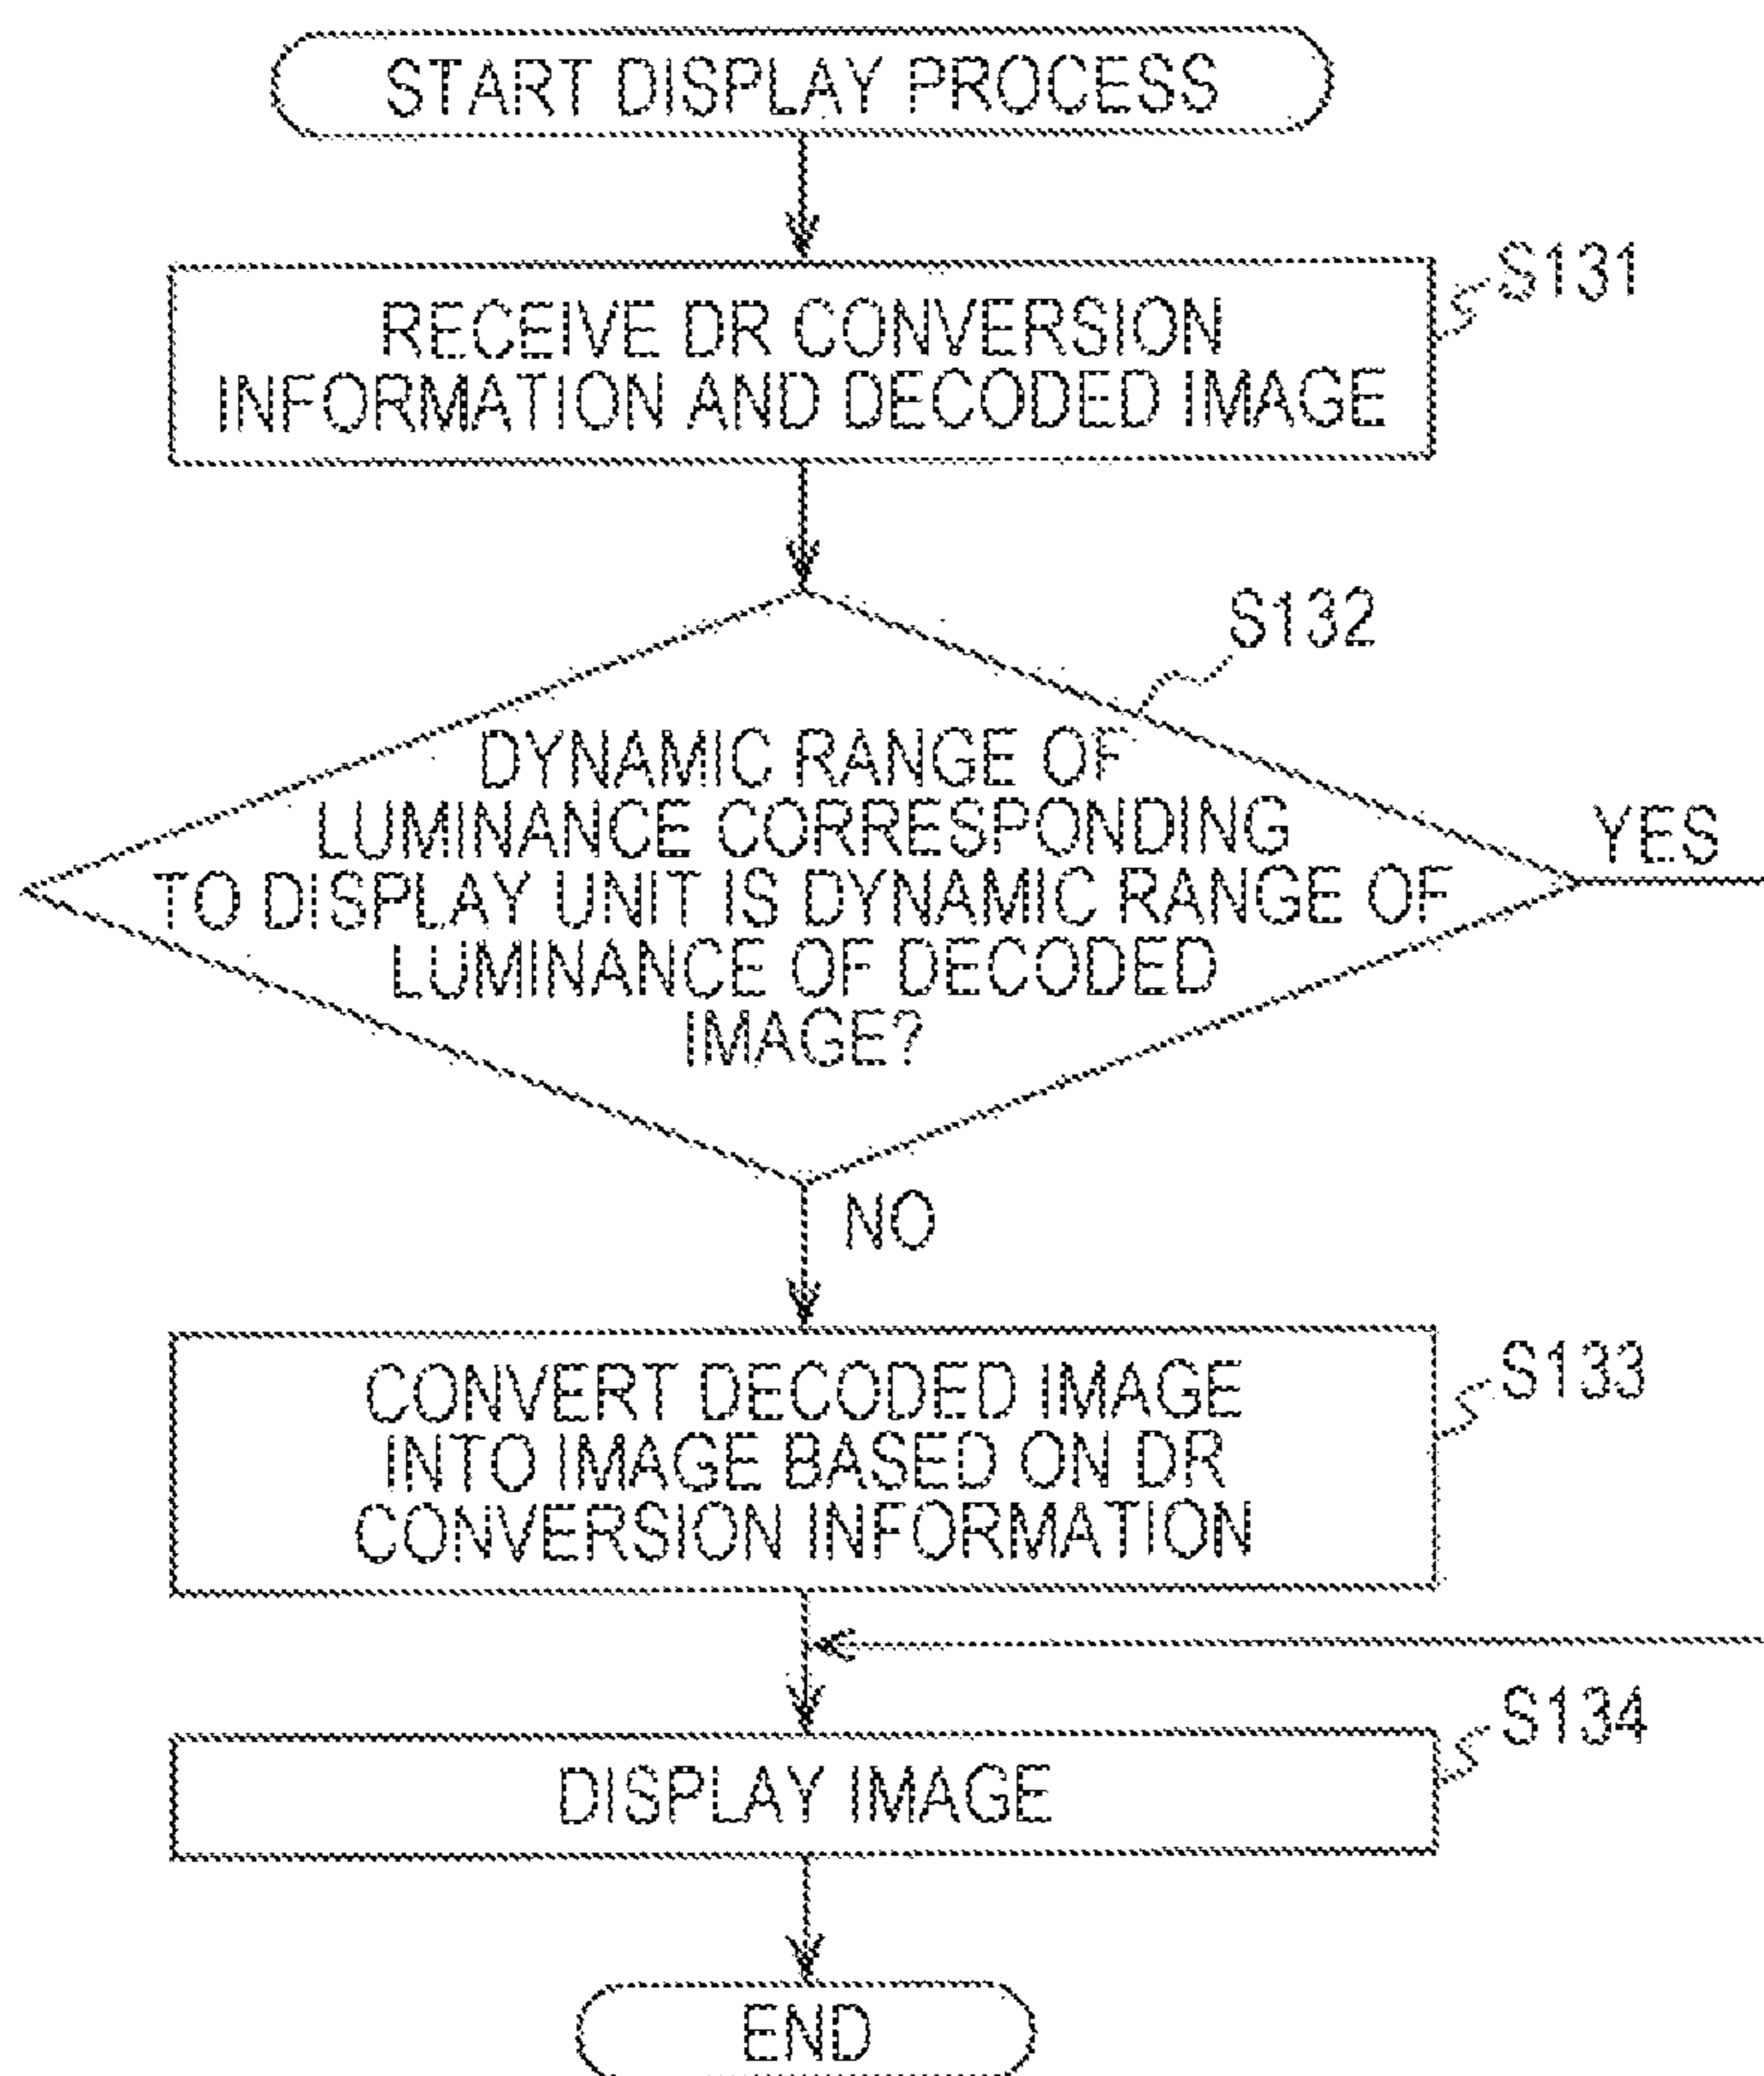 START DISPLAY PROCESS
S131
RECEIVE DR CONVERSION
INFORMATION AND DECODED IMAGE
S132
DYNAMIC RANGE OF
LUMINANCE CORRESPONDING
TO DISPLAY UNIT IS DYNAMIC RANGE OF
LUMINANCE OF DECODED
IMAGE?
YES
NO
S133
CONVERT DECODED IMAGE
INTO IMAGE BASED ON DR
CONVERSION INFORMATION
S134
DISPLAY IMAGE
END